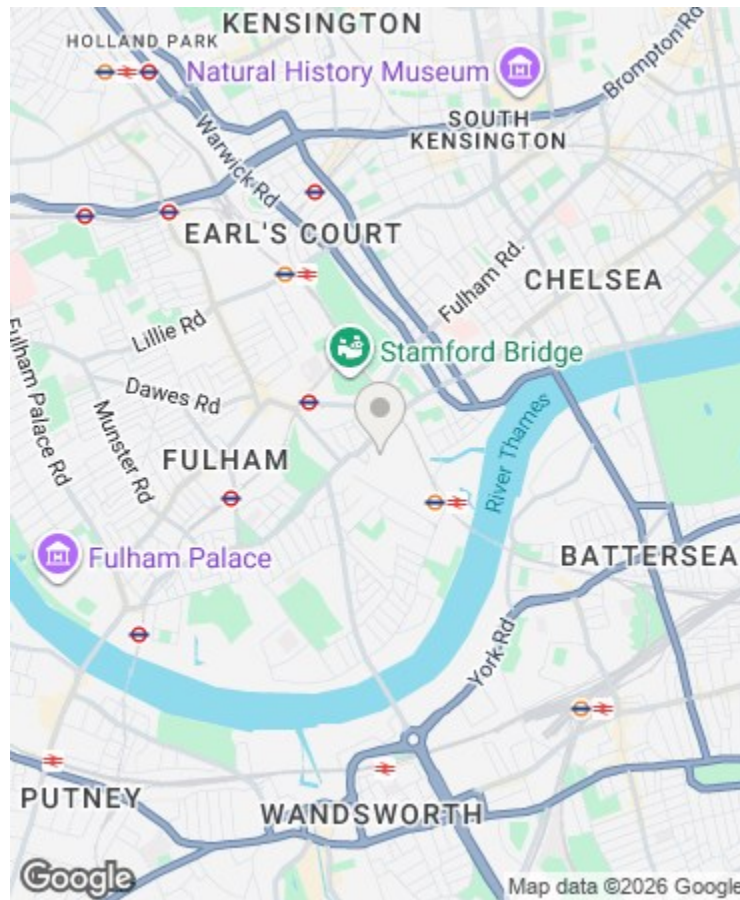 KENSINGTON
HOLLAND PARK
Natural History Museum
Brompton Rd
SOUTH
KENSINGTON
Warwick Rd
EARL'S COURT
Fulham Rd.
CHELSEA
Lillie Rd
Stamford Bridge
Fulham Palace Rd
Dawes Rd
Munster Rd
River Thames
FULHAM
Fulham Palace
BATTERSEA
York Rd
PUTNEY
WANDSWORTH
Google
Map data ©2026 Google